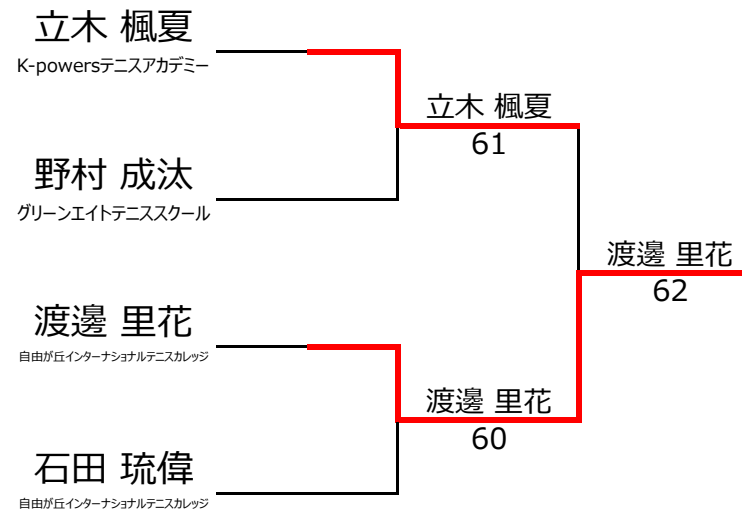 立木 楓夏
K-powersテニスアカデミー
立木 楓夏
61
野村 成汰
グリーンエイトテニススクール
渡邊 里花
62
渡邊 里花
自由が丘インターナショナルテニスカレッジ
渡邊 里花
60
石田 琉偉
自由が丘インターナショナルテニスカレッジ